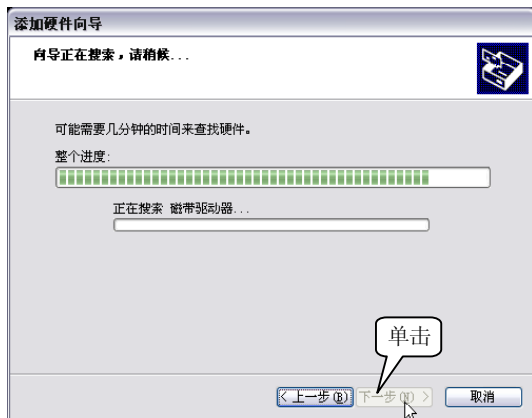 添加硬件向导
向导正在搜索，请稍候...
可能需要几分钟的时间来查找硬件。
整个进度:
正在搜索 磁带驱动器...
单击
< 上一步(B) 下一步(N) > 取消